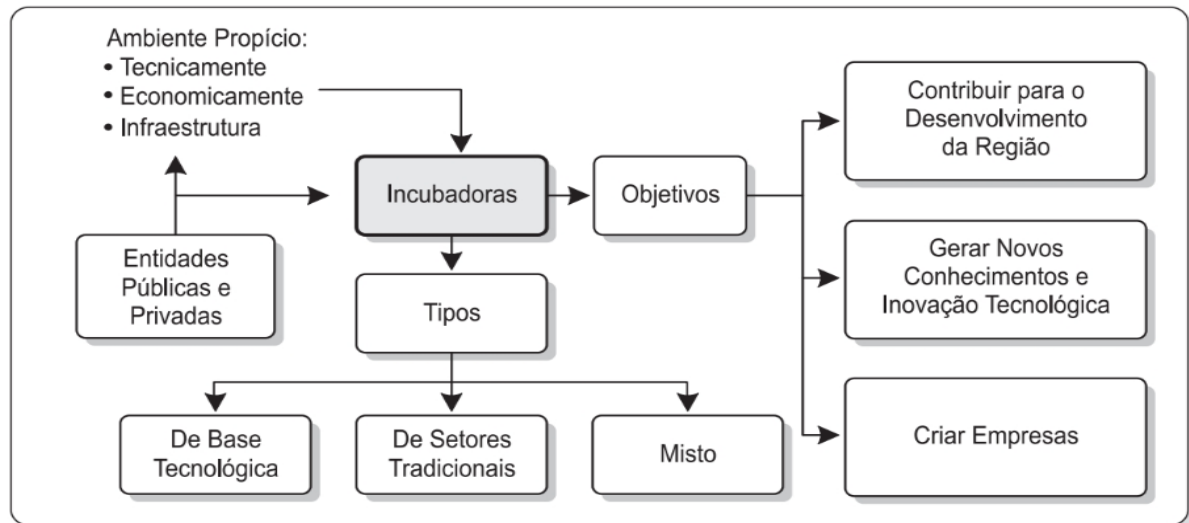 Ambiente Propício:
• Tecnicamente
• Economicamente
• Infraestrutura
Entidades
Públicas e
Privadas
Incubadoras
Objetivos
Tipos
De Base
Tecnológica
De Setores
Tradicionais
Misto
Contribuir para o
Desenvolvimento
da Região
Gerar Novos
Conhecimentos e
Inovação Tecnológica
Criar Empresas